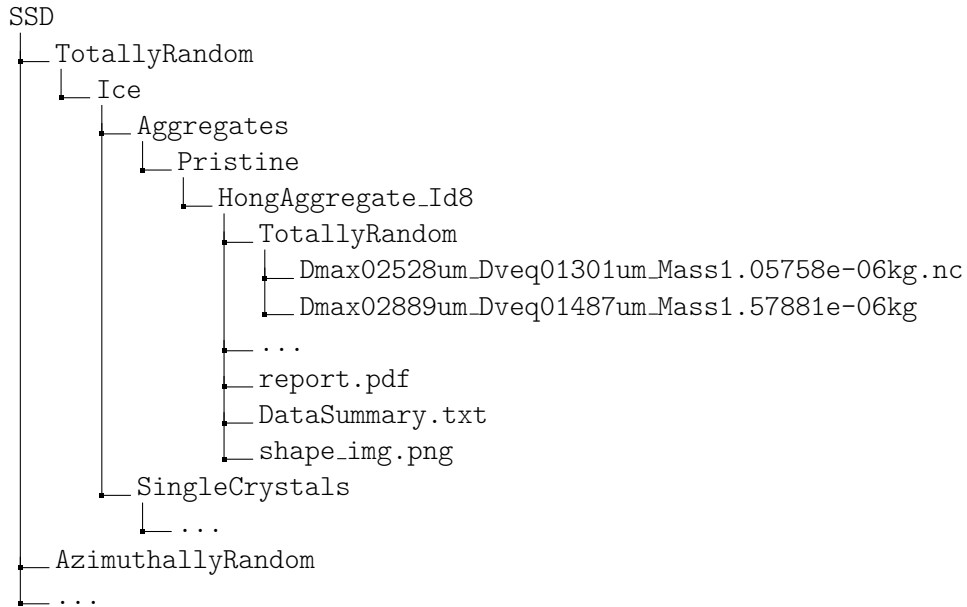 SSD
TotallyRandom
Ice
Aggregates
Pristine
HongAggregate_Id8
TotallyRandom
Dmax02528um_Dveq01301um_Mass1.05758e-06kg.nc
Dmax02889um_Dveq01487um_Mass1.57881e-06kg
...
report.pdf
DataSummary.txt
shape_img.png
SingleCrystals
...
AzimuthallyRandom
...